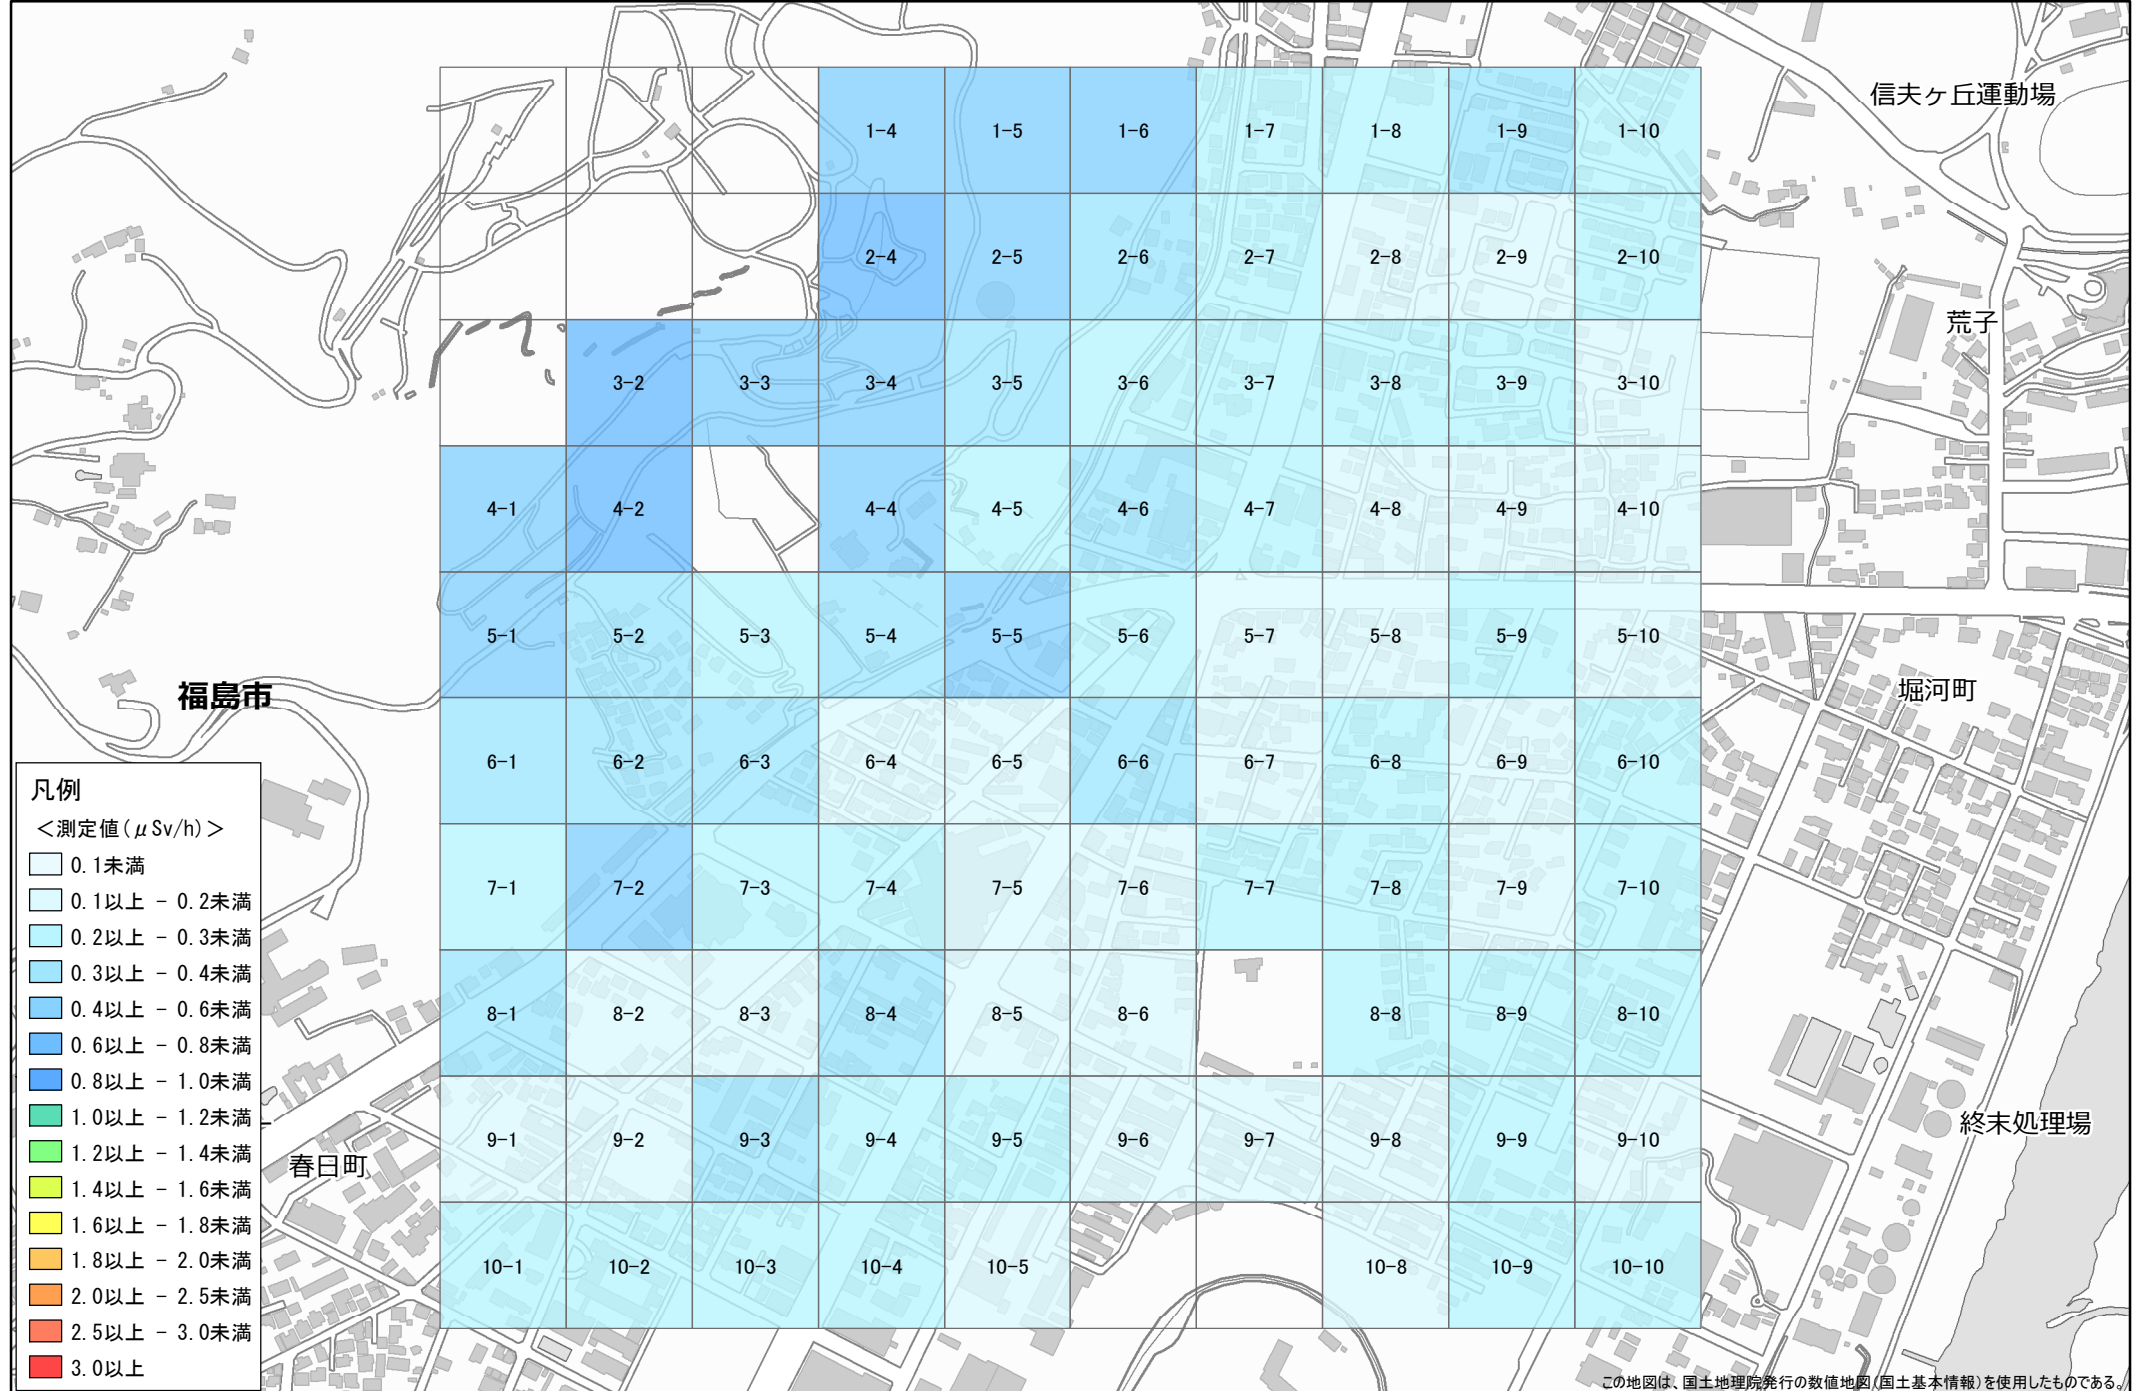 信夫ヶ丘運動場
1-4 1-5 1-6 1-7 1-8 1-9 1-10
2-4 2-5 2-6 2-7 2-8 2-9 2-10
荒子
3-2 3-3 3-4 3-5 3-6 3-7 3-8 3-9 3-10
4-1 4-2 4-4 4-5 4-6 4-7 4-8 4-9 4-10
5-1 5-2 5-3 5-4 5-5 5-6 5-7 5-8 5-9 5-10
福島市
堀河町
6-1 6-2 6-3 6-4 6-5 6-6 6-7 6-8 6-9 6-10
7-1 7-2 7-3 7-4 7-5 7-6 7-7 7-8 7-9 7-10
8-1 8-2 8-3 8-4 8-5 8-6 8-8 8-9 8-10
9-1 9-2 9-3 9-4 9-5 9-6 9-7 9-8 9-9 9-10
終末処理場
春日町
10-1 10-2 10-3 10-4 10-5 10-8 10-9 10-10
凡例
＜測定値(μSv/h)＞
0.1未満
0.1以上 - 0.2未満
0.2以上 - 0.3未満
0.3以上 - 0.4未満
0.4以上 - 0.6未満
0.6以上 - 0.8未満
0.8以上 - 1.0未満
1.0以上 - 1.2未満
1.2以上 - 1.4未満
1.4以上 - 1.6未満
1.6以上 - 1.8未満
1.8以上 - 2.0未満
2.0以上 - 2.5未満
2.5以上 - 3.0未満
3.0以上
この地図は、国土地理院発行の数値地図(国土基本情報)を使用したものである。